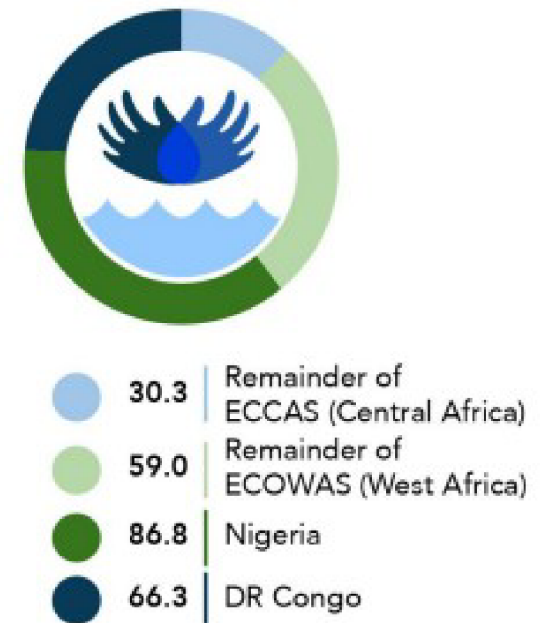 30.3 Remainder of
ECCAS (Central Africa)
59.0 Remainder of
ECOWAS (West Africa)
86.8 Nigeria
66.3 DR Congo